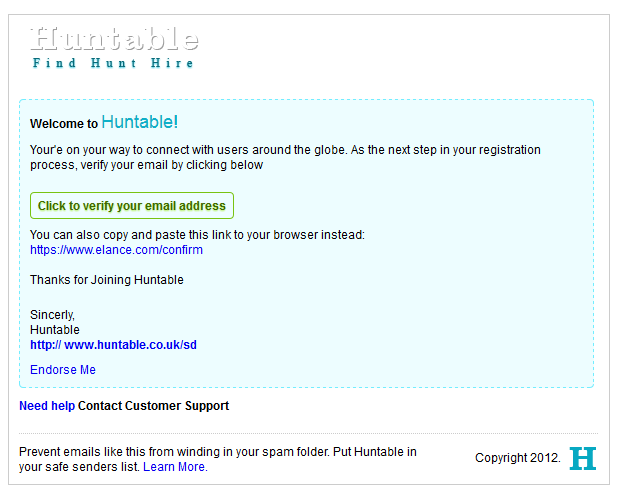 Huntable
Find Hunt Hire
Welcome to Huntable!
Your'e on your way to connect with users around the globe. As the next step in your registration
process, verify your email by clicking below
Click to verify your email address
You can also copy and paste this link to your browser instead:
https://www.elance.com/confirm
Thanks for Joining Huntable
Sincerly,
Huntable
http:// www.huntable.co.uk/sd
Endorse Me
Need help Contact Customer Support
Prevent emails like this from winding in your spam folder. Put Huntable in
your safe senders list. Learn More.
Copyright 2012.
H